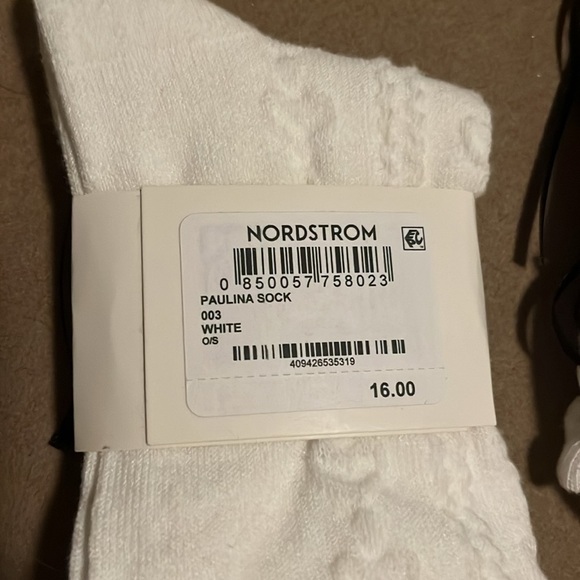 NORDSTROM
0 850057 758023
PAULINA SOCK
003
WHITE
O/S
409426535319
16.00